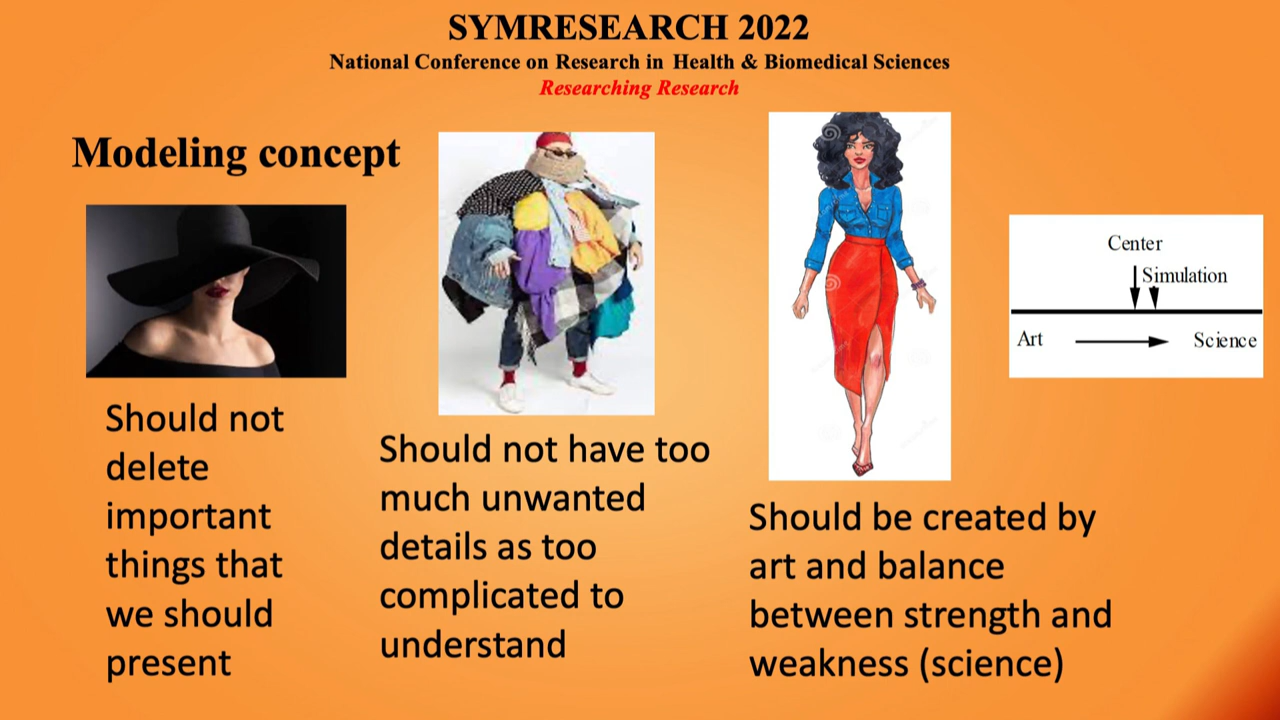 SYMRESEARCH 2022
National Conference on Research in Health & Biomedical Sciences
Researching Research
Modeling concept
Should not
delete
important
things that
we should
present
Should not have too
much unwanted
details as too
complicated to
understand
Should be created by
art and balance
between strength and
weakness (science)
Center
Simulation
Art
Science